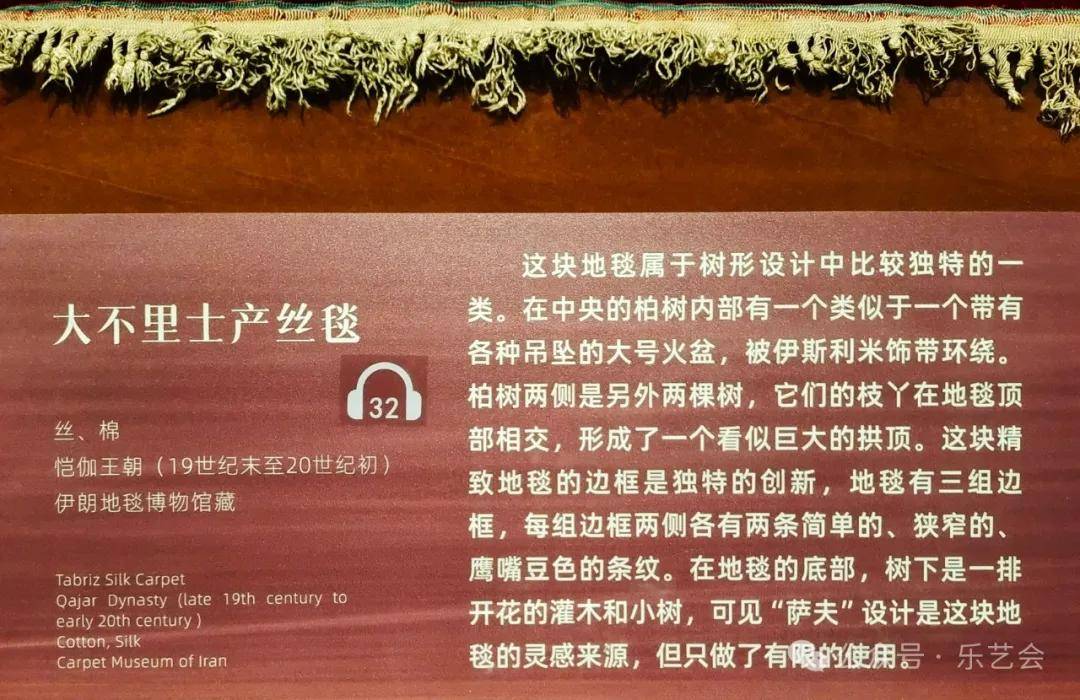 大不里士产丝毯
32
丝、棉
恺伽王朝（19世纪末至20世纪初）
伊朗地毯博物馆藏
Tabriz Silk Carpet
Qajar Dynasty (late 19th century to
early 20th century )
Cotton, Silk
Carpet Museum of Iran
这块地毯属于树形设计中比较独特的一
类。在中央的柏树内部有一个类似于一个带有
各种吊坠的大号火盆，被伊斯利米饰带环绕。
柏树两侧是另外两棵树，它们的枝丫在地毯顶
部相交，形成了一个看似巨大的拱顶。这块精
致地毯的边框是独特的创新，地毯有三组边
框，每组边框两侧各有两条简单的、狭窄的、
鹰嘴豆色的条纹。在地毯的底部，树下是一排
开花的灌木和小树，可见“萨夫”设计是这块地
毯的灵感来源，但只做了有限的使用。
公众号 · 乐艺会